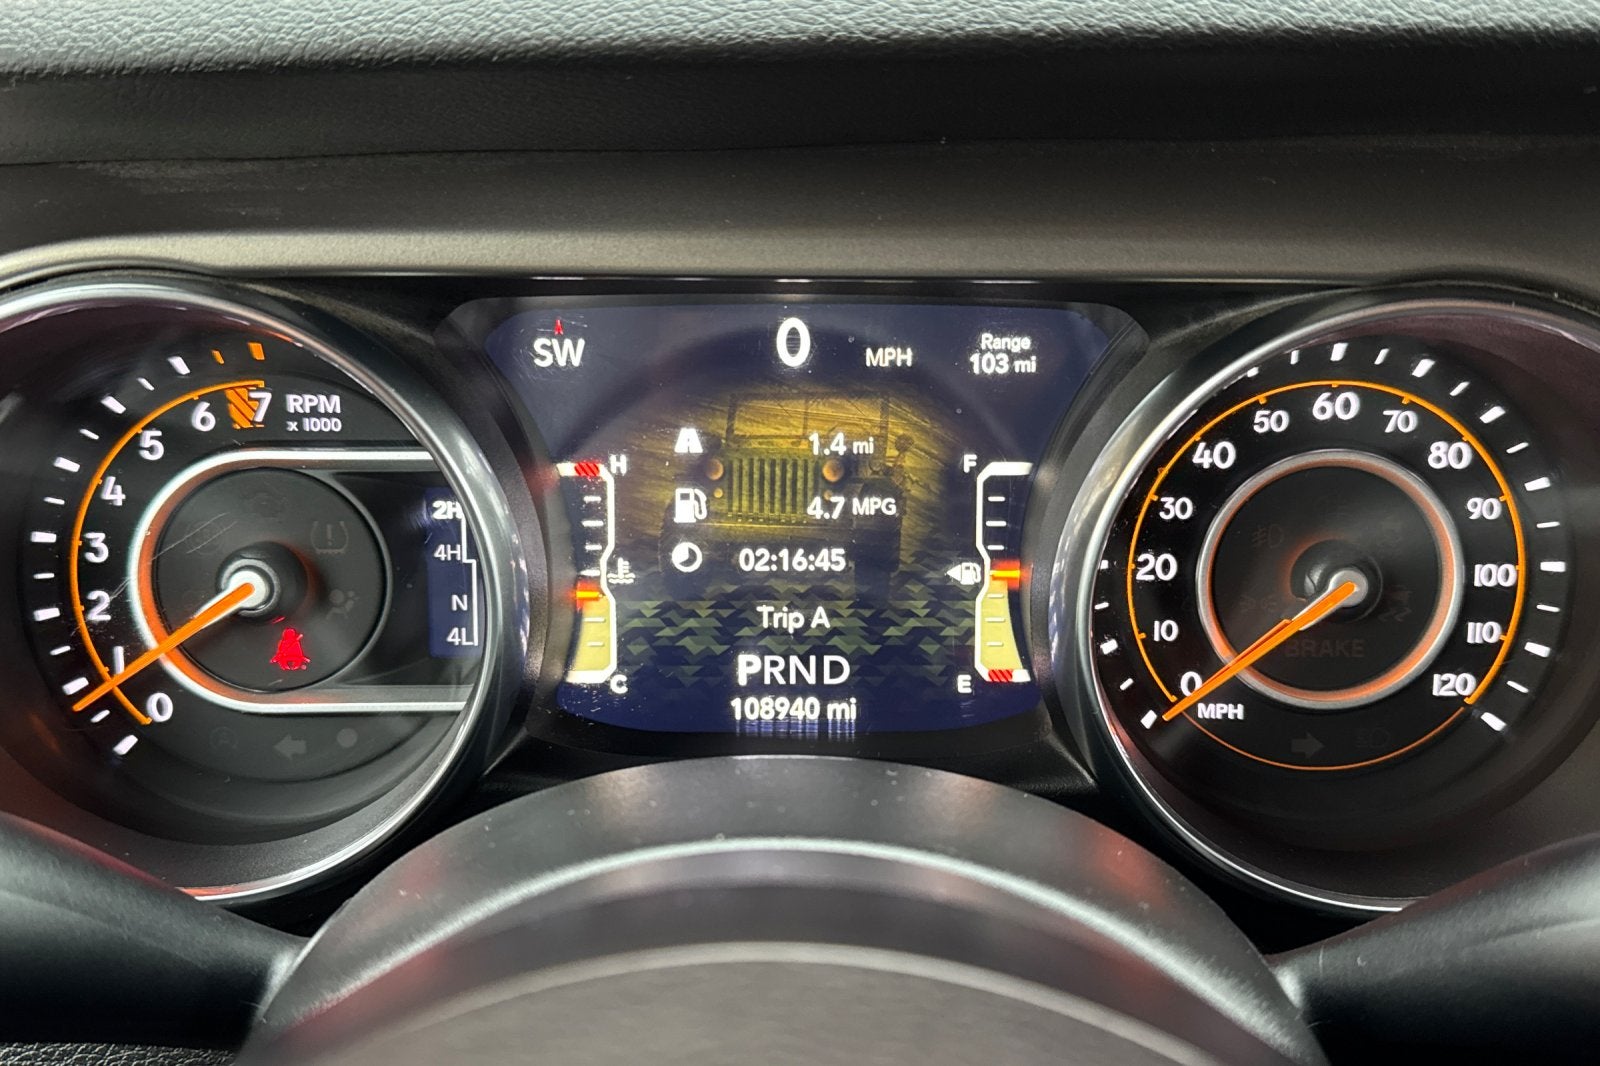 SW
0 MPH
Range
103 mi
RPM
x 1000
0
1
2
3
4
5
6
7
2H
4H
N
4L
H
C
1.4 mi
4.7 MPG
02:16:45
Trip A
PRND
108940 mi
F
E
0
10
20
30
40
50
60
70
80
90
100
110
120
MPH
BRAKE